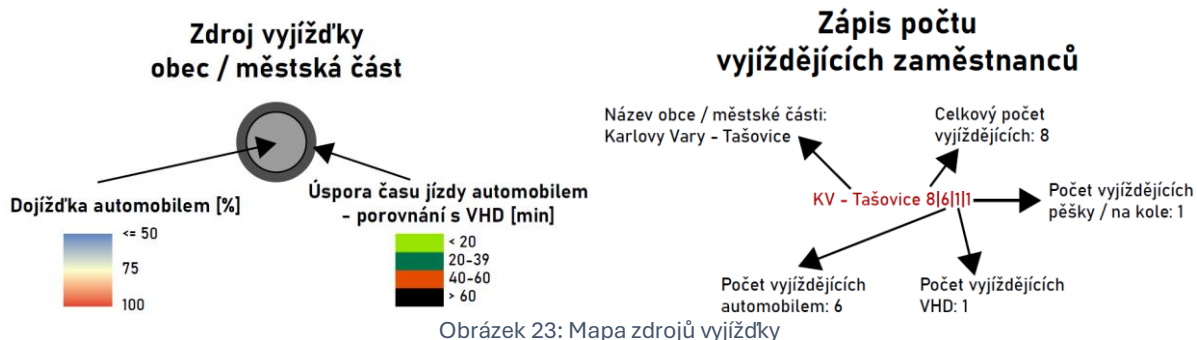 Zdroj vyjížďky
obec / městská část
Dojížďka automobilem [%]
<= 50
75
100
Úspora času jízdy automobilem
- porovnání s VHD [min]
< 20
20-39
40-60
> 60
Zápis počtu
vyjíždějících zaměstnanců
Název obce / městské části:
Karlovy Vary - Tašovice
Celkový počet
vyjíždějících: 8
KV - Tašovice 8|6|1|1
Počet vyjíždějících
pěšky / na kole: 1
Počet vyjíždějících
automobilem: 6
Počet vyjíždějících
VHD: 1
Obrázek 23: Mapa zdrojů vyjížďky